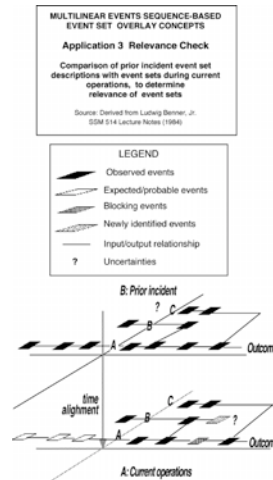 MULTILINEAR EVENTS SEQUENCE-BASED
EVENT SET OVERLAY CONCEPTS
Application 3 Relevance Check
Comparison of prior incident event set
descriptions with event sets during current
operations, to determine
relevance of event sets
Source: Derived from Ludwig Benner, Jr.
SSM 514 Lecture Notes (1984)
LEGEND
Observed events
Expected/probable events
Blocking events
Newly identified events
Input/output relationship
? Uncertainties
B: Prior incident
?
C
B
A
Outcom
time
alighment
C
B
?
A
Outcom
A: Current operations